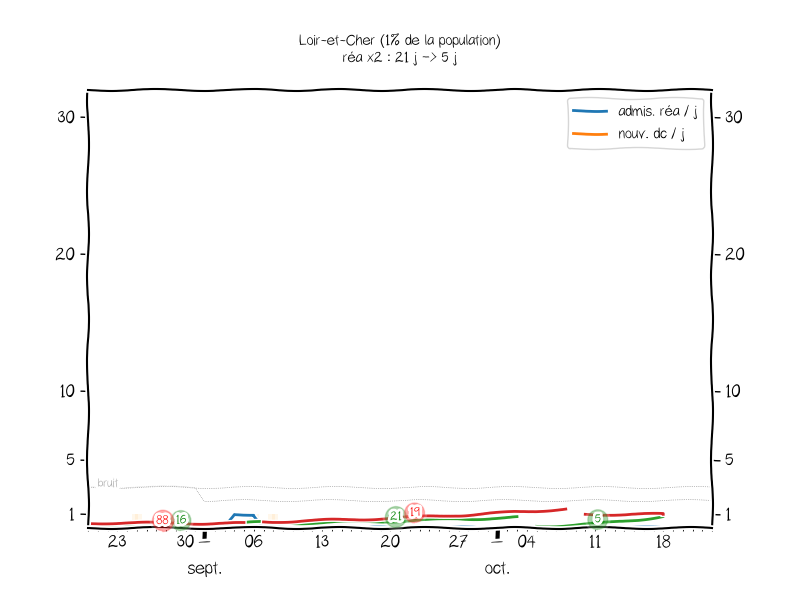 Loir-et-Cher (1% de la population)
réa x2 : 21 j -> 5 j
admis. réa / j
nouv. dc / j
30 30
20 20
10 10
5 5
bruit
1 1
88 16 21 19 5
23 30 06 13 20 27 04 11 18
sept. oct.